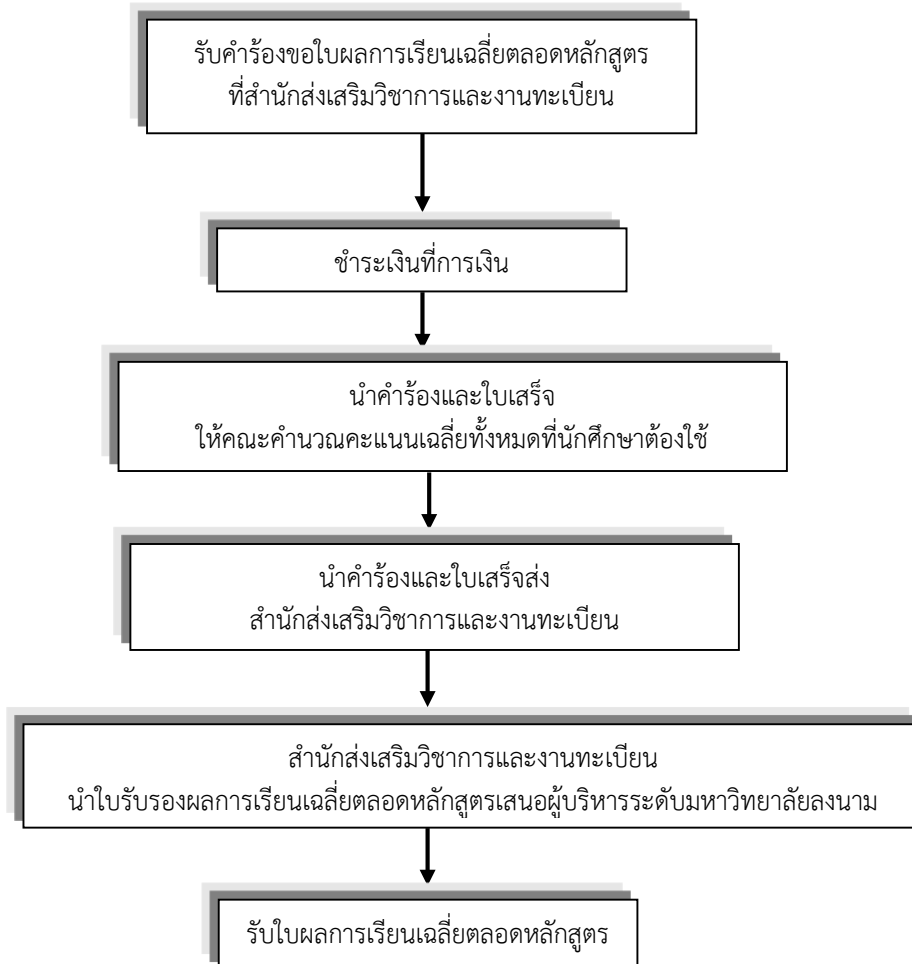 รับคำร้องขอใบผลการเรียนเฉลี่ยตลอดหลักสูตร
ที่สำนักส่งเสริมวิชาการและงานทะเบียน
ชำระเงินที่การเงิน
นำคำร้องและใบเสร็จ
ให้คณะคำนวณคะแนนเฉลี่ยทั้งหมดที่นักศึกษาต้องใช้
นำคำร้องและใบเสร็จส่ง
สำนักส่งเสริมวิชาการและงานทะเบียน
สำนักส่งเสริมวิชาการและงานทะเบียน
นำใบรับรองผลการเรียนเฉลี่ยตลอดหลักสูตรเสนอผู้บริหารระดับมหาวิทยาลัยลงนาม
รับใบผลการเรียนเฉลี่ยตลอดหลักสูตร